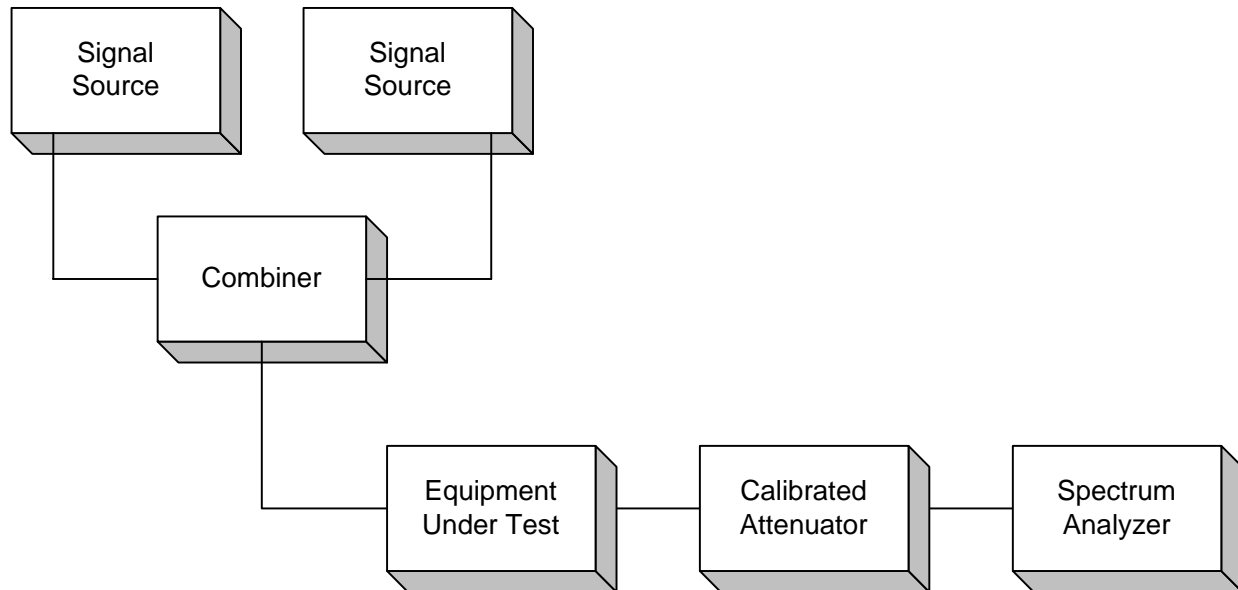 Signal
Source
Signal
Source
Combiner
Equipment
Under Test
Calibrated
Attenuator
Spectrum
Analyzer